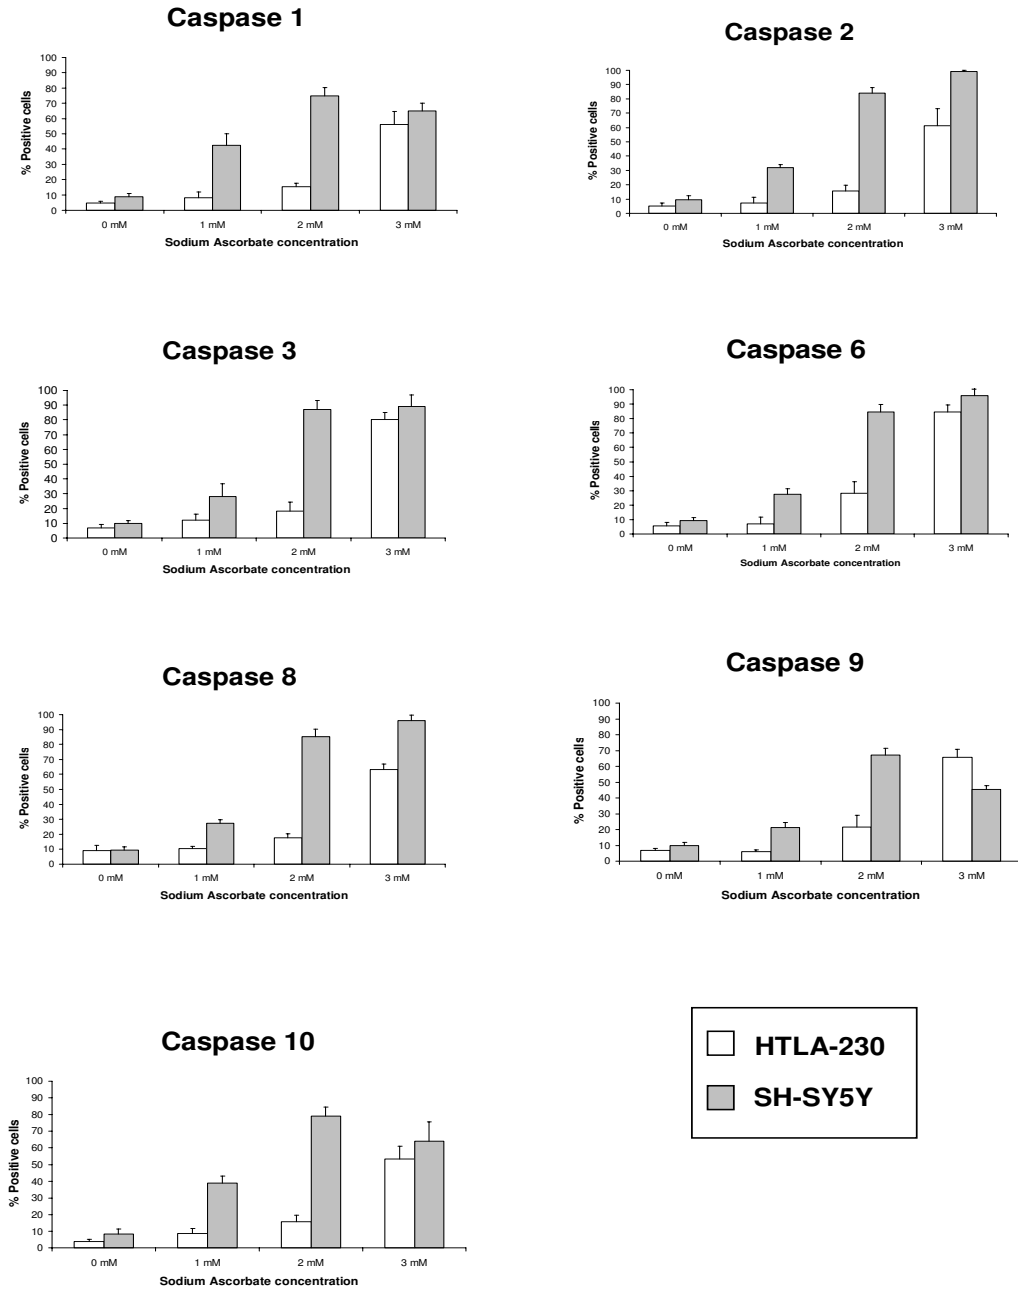 Caspase 1
% Positive cells
100
90
80
70
60
50
40
30
20
10
0
0 mM 1 mM 2 mM 3 mM
Sodium Ascorbate concentration
Caspase 2
% Positive cells
100
90
80
70
60
50
40
30
20
10
0
0 mM 1 mM 2 mM 3 mM
Sodium Ascorbate concentration
Caspase 3
% Positive cells
100
90
80
70
60
50
40
30
20
10
0
0 mM 1 mM 2 mM 3 mM
Sodium Ascorbate concentration
Caspase 6
% Positive cells
100
90
80
70
60
50
40
30
20
10
0
0 mM 1 mM 2 mM 3 mM
Sodium Ascorbate concentration
Caspase 8
% Positive cells
100
90
80
70
60
50
40
30
20
10
0
0 mM 1 mM 2 mM 3 mM
Sodium Ascorbate concentration
Caspase 9
% Positive cells
100
90
80
70
60
50
40
30
20
10
0
0 mM 1 mM 2 mM 3 mM
Sodium Ascorbate concentration
Caspase 10
% Positive cells
100
90
80
70
60
50
40
30
20
10
0
0 mM 1 mM 2 mM 3 mM
Sodium Ascorbate concentration
HTLA-230
SH-SY5Y